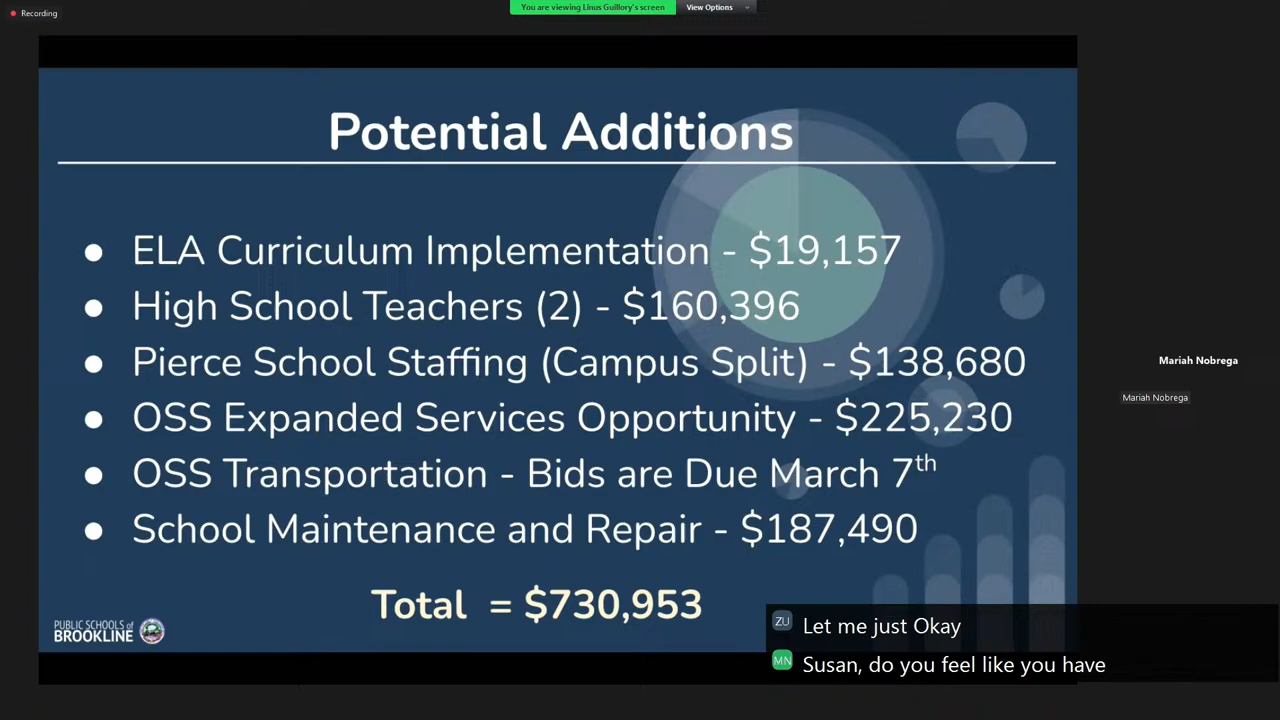 Recording
You are viewing Linus Guillory's screen
View Options
Potential Additions
● ELA Curriculum Implementation - $19,157
● High School Teachers (2) - $160,396
● Pierce School Staffing (Campus Split) - $138,680
● OSS Expanded Services Opportunity - $225,230
● OSS Transportation - Bids are Due March 7th
● School Maintenance and Repair - $187,490
Total = $730,953
PUBLIC SCHOOLS of
BROOKLINE
Mariah Nobrega
Mariah Nobrega
ZU Let me just Okay
MN Susan, do you feel like you have